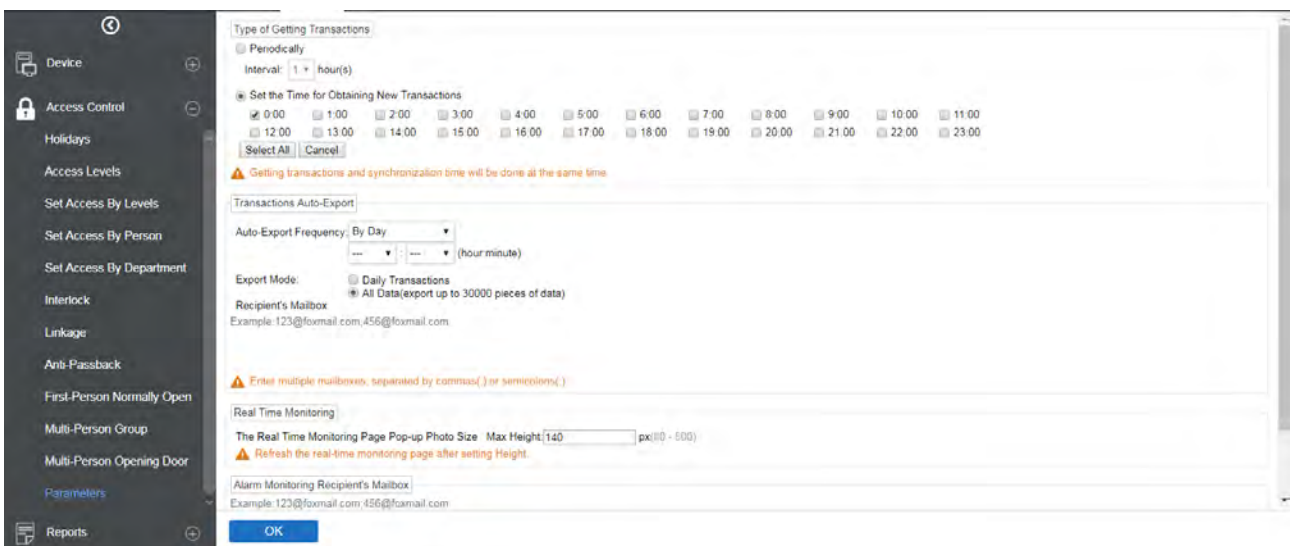 Device
Access Control
Holidays
Access Levels
Set Access By Levels
Set Access By Person
Set Access By Department
Interlock
Linkage
Anti-Passback
First-Person Normally Open
Multi-Person Group
Multi-Person Opening Door
Parameters
Reports
Type of Getting Transactions
Periodically
Interval: 1 hour(s)
Set the Time for Obtaining New Transactions
0:00 1:00 2:00 3:00 4:00 5:00 6:00 7:00 8:00 9:00 10:00 11:00
12:00 13:00 14:00 15:00 16:00 17:00 18:00 19:00 20:00 21:00 22:00 23:00
Select All Cancel
Getting transactions and synchronization time will be done at the same time
Transactions Auto-Export
Auto-Export Frequency: By Day
--- : --- (hour minute)
Export Mode: Daily Transactions
All Data(export up to 30000 pieces of data)
Recipient's Mailbox
Example:123@foxmail.com;456@foxmail.com
Enter multiple mailboxes, separated by commas(,) or semicolons(;)
Real Time Monitoring
The Real Time Monitoring Page Pop-up Photo Size Max Height: 140 px(80 - 500)
Refresh the real-time monitoring page after setting Height.
Alarm Monitoring Recipient's Mailbox
Example:123@foxmail.com;456@foxmail.com
OK